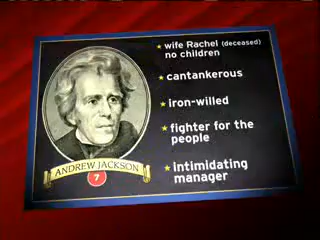 wife Rachel (deceased)
no children
cantankerous
iron-willed
fighter for the
people
intimidating
manager
ANDREW JACKSON
7